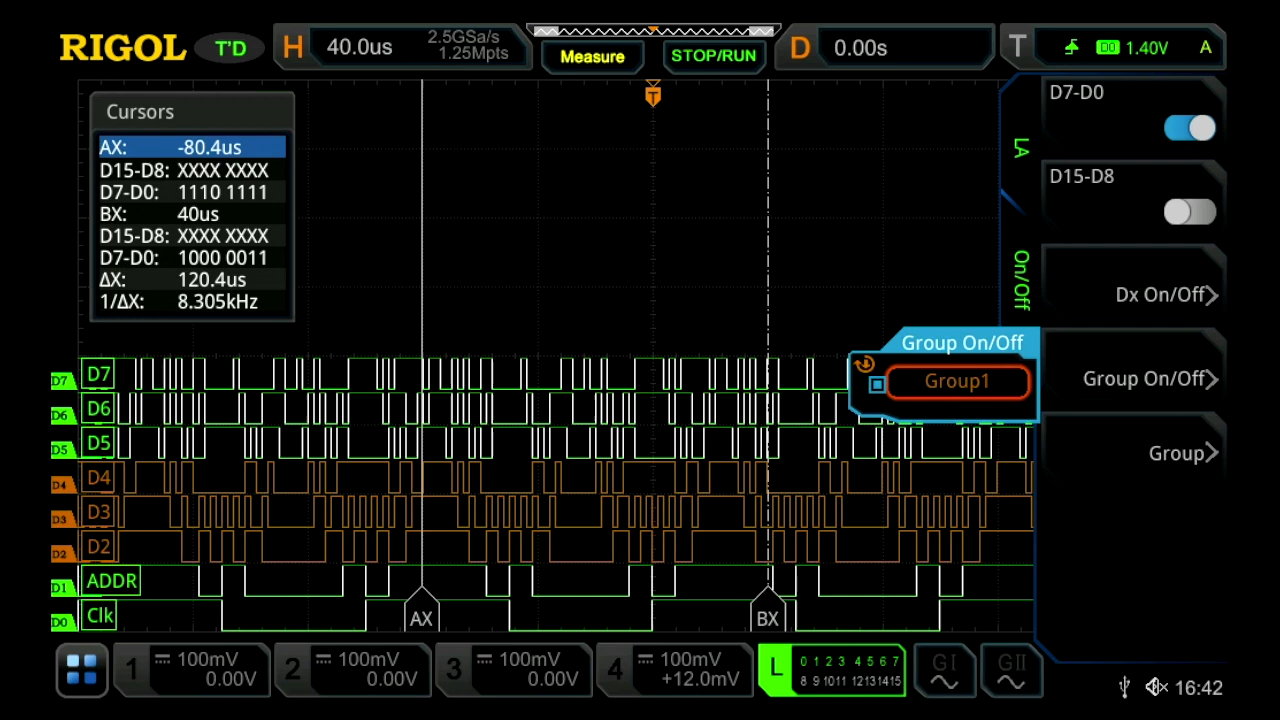 RIGOL
T'D
H
40.0us
2.5GSa/s
1.25Mpts
Measure
STOP/RUN
D
0.00s
T
D0
1.40V
A
T
Cursors
AX: -80.4us
D15-D8: XXXX XXXX
D7-D0: 1110 1111
BX: 40us
D15-D8: XXXX XXXX
D7-D0: 1000 0011
ΔX: 120.4us
1/ΔX: 8.305kHz
LA
On/Off
D7-D0
D15-D8
Dx On/Off
Group On/Off
Group
Group On/Off
Group1
D7 D7
D6 D6
D5 D5
D4 D4
D3 D3
D2 D2
D1 ADDR
D0 Clk
AX
BX
1 100mV
0.00V
2 100mV
0.00V
3 100mV
0.00V
4 100mV
+12.0mV
L
0 1 2 3 4 5 6 7
8 9 10 11 12 13 14 15
GI
GII
16:42